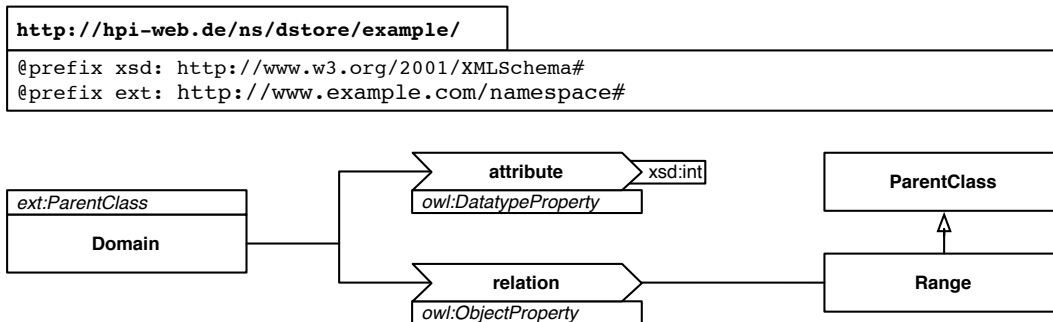 http://hpi-web.de/ns/dstore/example/
@prefix xsd: http://www.w3.org/2001/XMLSchema#
@prefix ext: http://www.example.com/namespace#
attribute
xsd:int
owl:DatatypeProperty
ParentClass
ext:ParentClass
Domain
relation
owl:ObjectProperty
Range